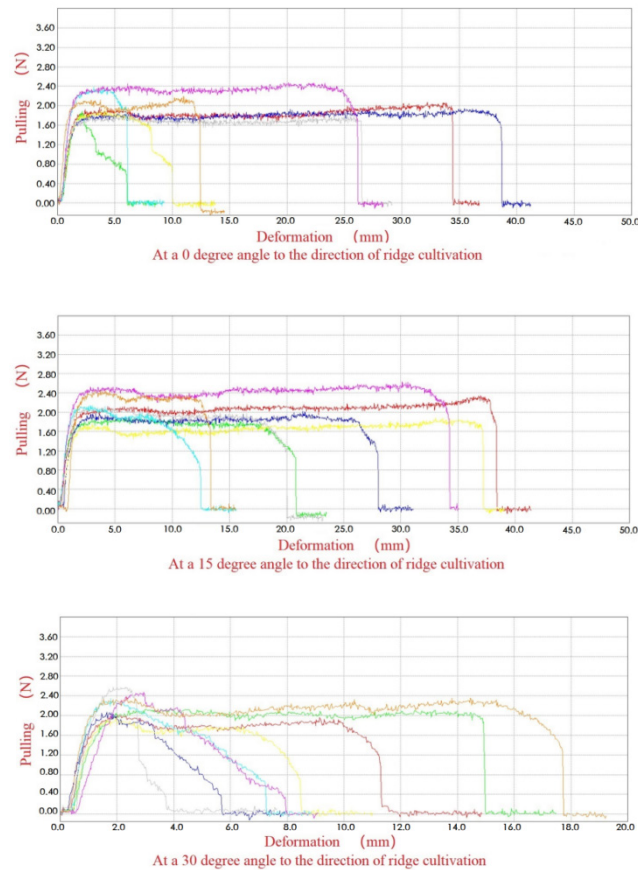 Pulling (N)
3.60
3.20
2.80
2.40
2.00
1.60
1.20
0.80
0.40
0.00
0.0 5.0 10.0 15.0 20.0 25.0 30.0 35.0 40.0 45.0 50.0
Deformation (mm)
At a 0 degree angle to the direction of ridge cultivation
Pulling (N)
3.60
3.20
2.80
2.40
2.00
1.60
1.20
0.80
0.40
0.00
0.0 5.0 10.0 15.0 20.0 25.0 30.0 35.0 40.0 45.0 50.0
Deformation (mm)
At a 15 degree angle to the direction of ridge cultivation
Pulling (N)
3.60
3.20
2.80
2.40
2.00
1.60
1.20
0.80
0.40
0.00
0.0 2.0 4.0 6.0 8.0 10.0 12.0 14.0 16.0 18.0 20.0
Deformation (mm)
At a 30 degree angle to the direction of ridge cultivation